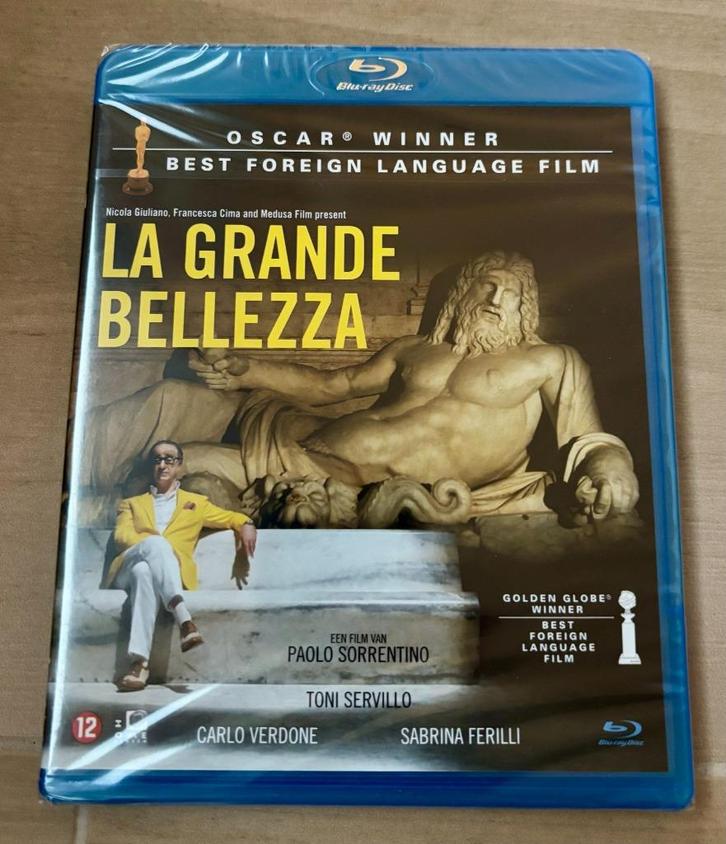 Blu-ray Disc
OSCAR® WINNER
BEST FOREIGN LANGUAGE FILM
Nicola Giuliano, Francesca Cima and Medusa Film present
LA GRANDE
BELLEZZA
GOLDEN GLOBE®
WINNER
BEST
FOREIGN
LANGUAGE
FILM
EEN FILM VAN
PAOLO SORRENTINO
TONI SERVILLO
CARLO VERDONE SABRINA FERILLI
12
Blu-ray Disc